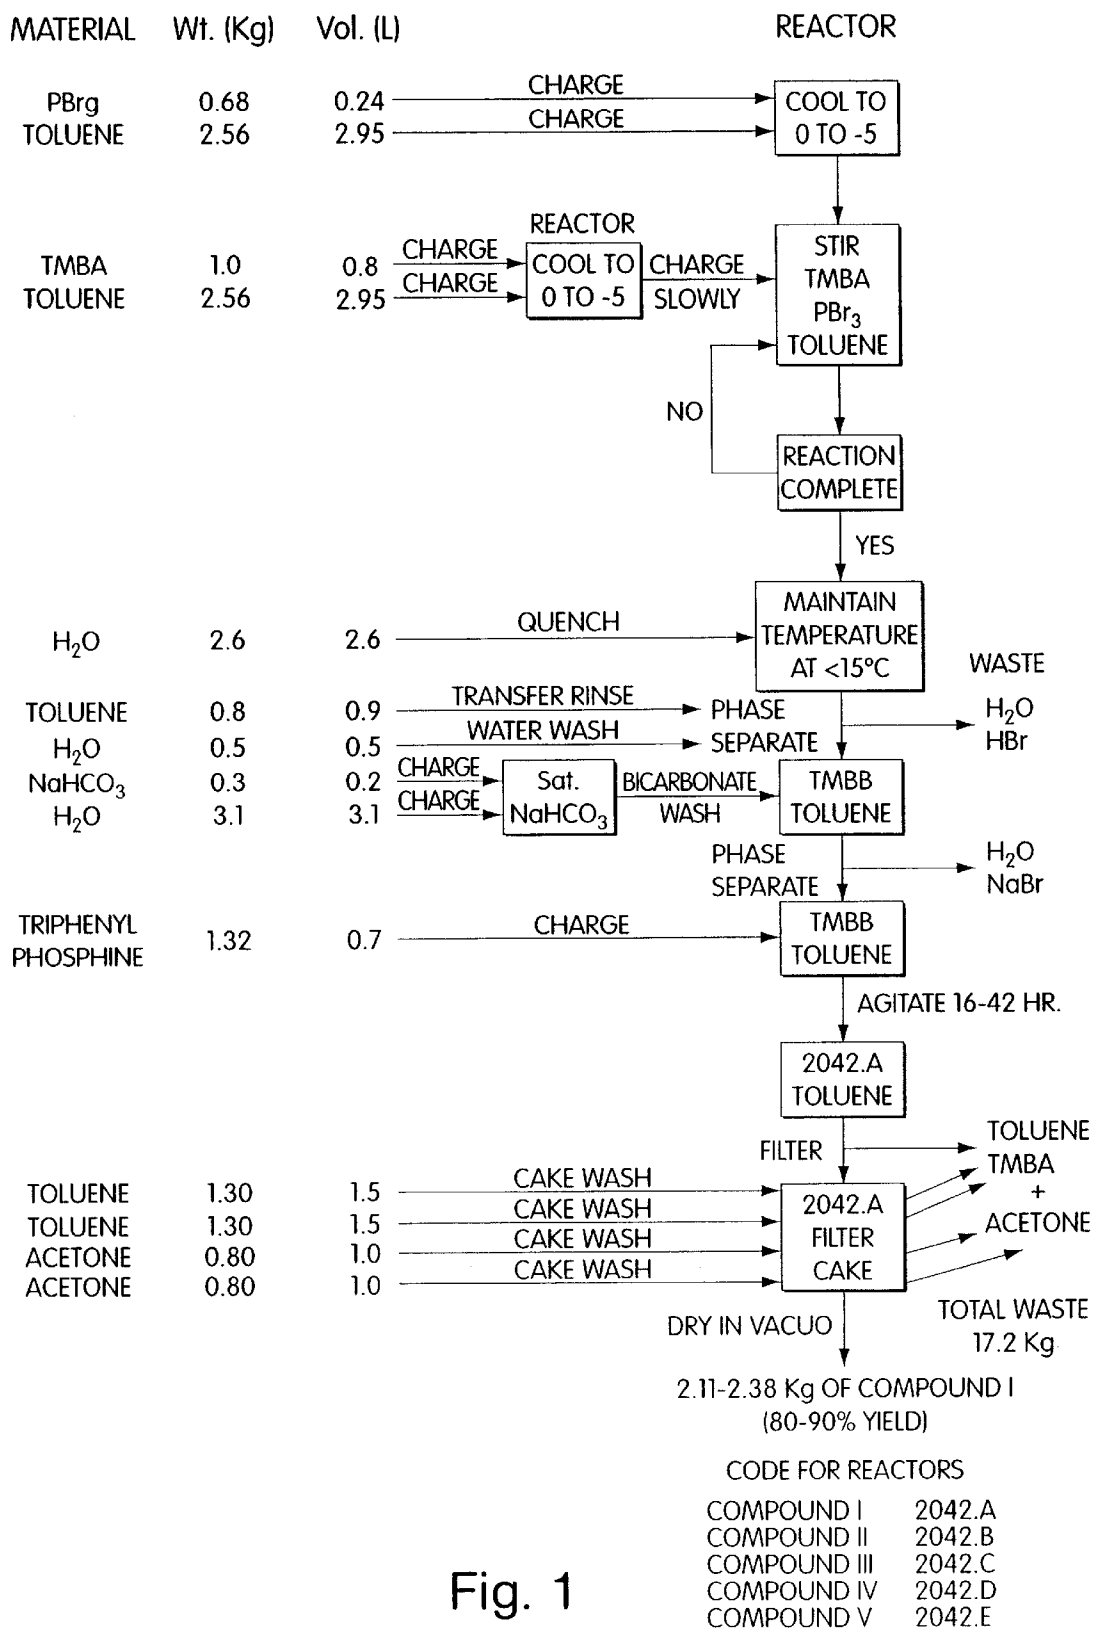 MATERIAL Wt. (Kg) Vol. (L) REACTOR
PBrg 0.68 0.24 CHARGE COOL TO
TOLUENE 2.56 2.95 CHARGE 0 TO -5
REACTOR
TMBA 1.0 0.8 CHARGE COOL TO CHARGE STIR
TOLUENE 2.56 2.95 CHARGE 0 TO -5 SLOWLY TMBA
PBr3
TOLUENE
NO
REACTION
COMPLETE
YES
H2O 2.6 2.6 QUENCH MAINTAIN
TEMPERATURE
AT <15°C
WASTE
TOLUENE 0.8 0.9 TRANSFER RINSE PHASE H2O
H2O 0.5 0.5 WATER WASH SEPARATE HBr
NaHCO3 0.3 0.2 CHARGE Sat. BICARBONATE TMBB
H2O 3.1 3.1 CHARGE NaHCO3 WASH TOLUENE
PHASE H2O
SEPARATE NaBr
TRIPHENYL TMBB
PHOSPHINE 1.32 0.7 CHARGE TOLUENE
AGITATE 16-42 HR.
2042.A
TOLUENE
FILTER TOLUENE
TMBA
TOLUENE 1.30 1.5 CAKE WASH 2042.A +
TOLUENE 1.30 1.5 CAKE WASH FILTER ACETONE
ACETONE 0.80 1.0 CAKE WASH CAKE
ACETONE 0.80 1.0 CAKE WASH
DRY IN VACUO TOTAL WASTE
17.2 Kg
2.11-2.38 Kg OF COMPOUND I
(80-90% YIELD)
CODE FOR REACTORS
COMPOUND I 2042.A
COMPOUND II 2042.B
COMPOUND III 2042.C
COMPOUND IV 2042.D
COMPOUND V 2042.E
Fig. 1